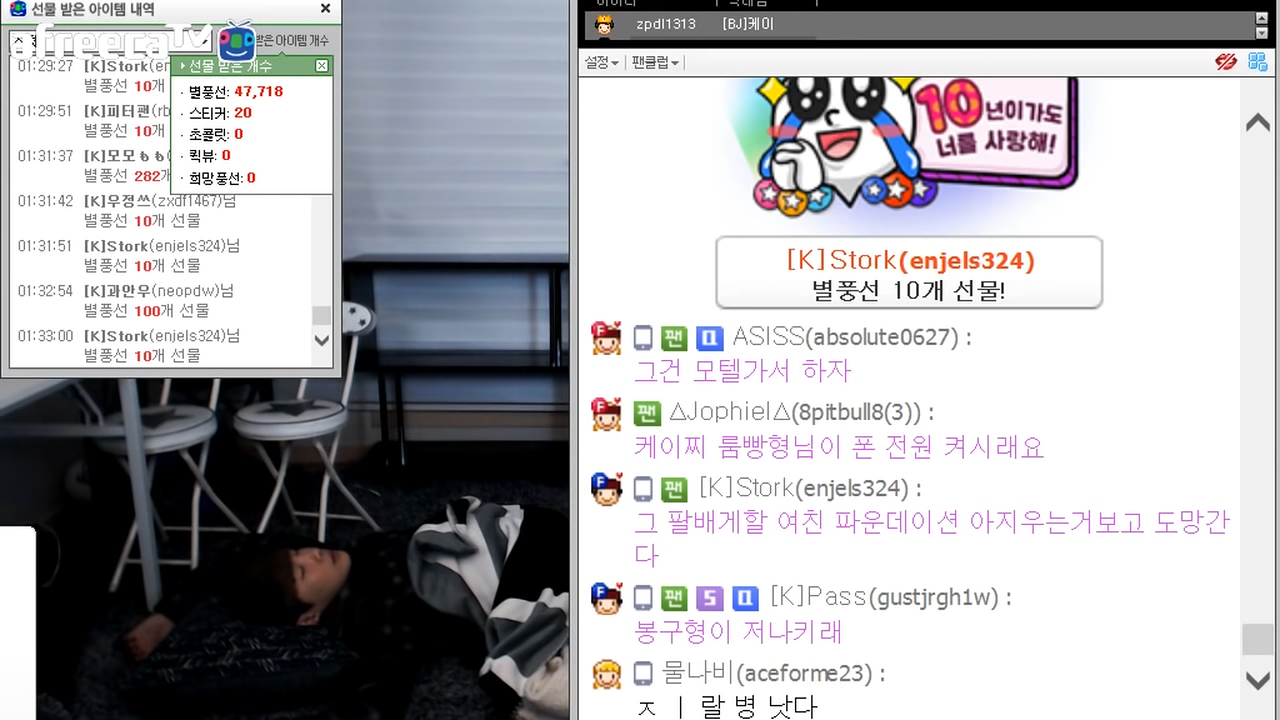 선물 받은 아이템 내역
afreecaTV
받은 아이템 개수
01:29:27 [K]Stork(en
별풍선 10개
01:29:51 [K]피터팬(rb
별풍선 10개
01:31:37 [K]모모ㅎㅎ(
별풍선 282개
01:31:42 [K]우정쓰(zxdf1467)님
별풍선 10개 선물
01:31:51 [K]Stork(enjels324)님
별풍선 10개 선물
01:32:54 [K]과안우(neopdw)님
별풍선 100개 선물
01:33:00 [K]Stork(enjels324)님
별풍선 10개 선물
선물 받은 개수
· 별풍선: 47,718
· 스티커: 20
· 초콜릿: 0
· 퀵뷰: 0
· 희망풍선: 0
zpdl1313 [BJ]케이
설정 팬클럽
10년이가도
너를 사랑해!
[K]Stork(enjels324)
별풍선 10개 선물!
팬 ASISS(absolute0627) :
그건 모텔가서 하자
팬 △Jophiel△(8pitbull8(3)) :
케이찌 룸빵형님이 폰 전원 켜시래요
팬 [K]Stork(enjels324) :
그 팔배게할 여친 파운데이션 아지우는거보고 도망간
다
팬 S [K]Pass(gustjrgh1w) :
봉구형이 저나키래
물나비(aceforme23) :
ㅈ ㅣ 랄 병 낫다